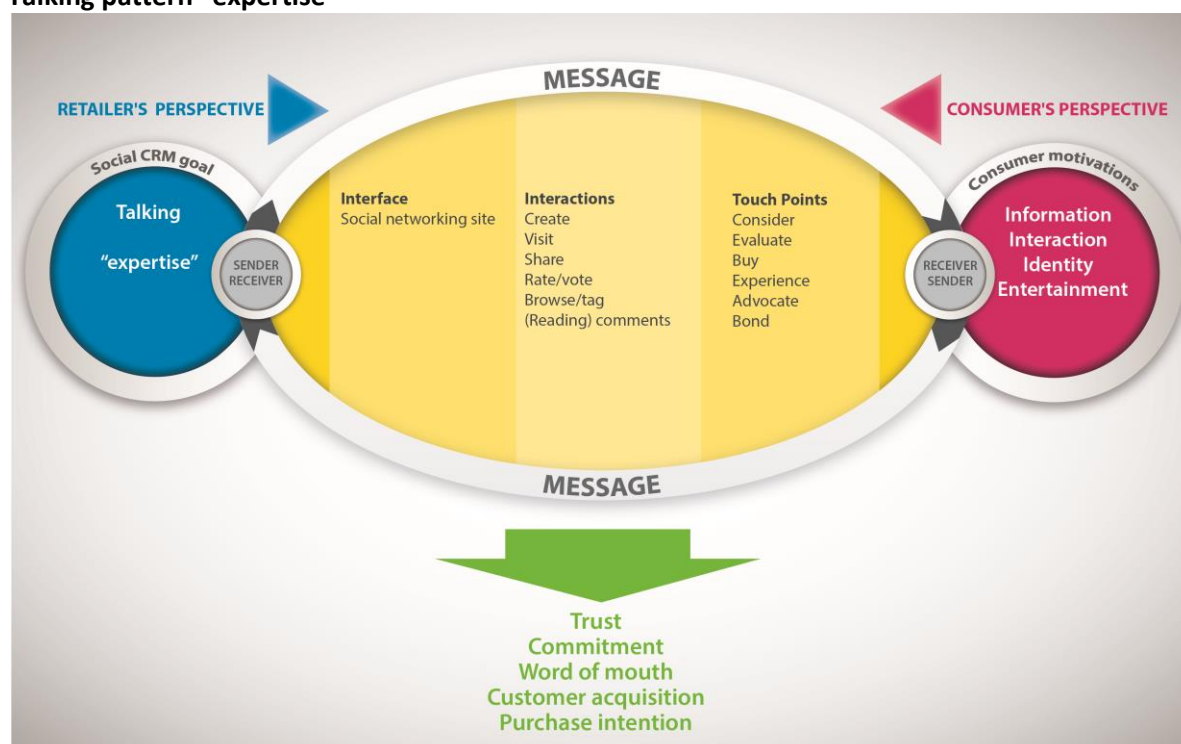 Talking pattern "expertise"
MESSAGE
RETAILER'S PERSPECTIVE
CONSUMER'S PERSPECTIVE
Social CRM goal
Talking
"expertise"
SENDER
RECEIVER
Interface
Social networking site
Interactions
Create
Visit
Share
Rate/vote
Browse/tag
(Reading) comments
Touch Points
Consider
Evaluate
Buy
Experience
Advocate
Bond
RECEIVER
SENDER
Consumer motivations
Information
Interaction
Identity
Entertainment
MESSAGE
Trust
Commitment
Word of mouth
Customer acquisition
Purchase intention